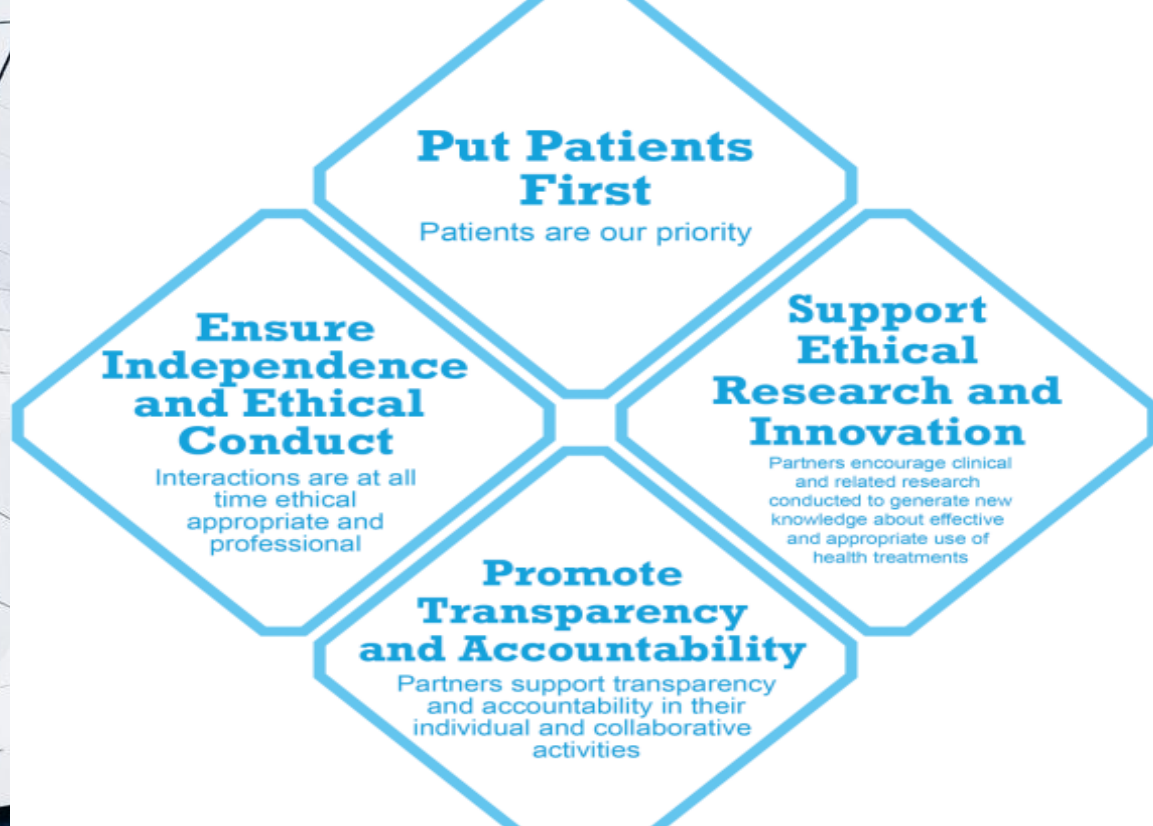 Put Patients
First
Patients are our priority
Ensure
Independence
and Ethical
Conduct
Interactions are at all
time ethical
appropriate and
professional
Support
Ethical
Research and
Innovation
Partners encourage clinical
and related research
conducted to generate new
knowledge about effective
and appropriate use of
health treatments
Promote
Transparency
and Accountability
Partners support transparency
and accountability in their
individual and collaborative
activities